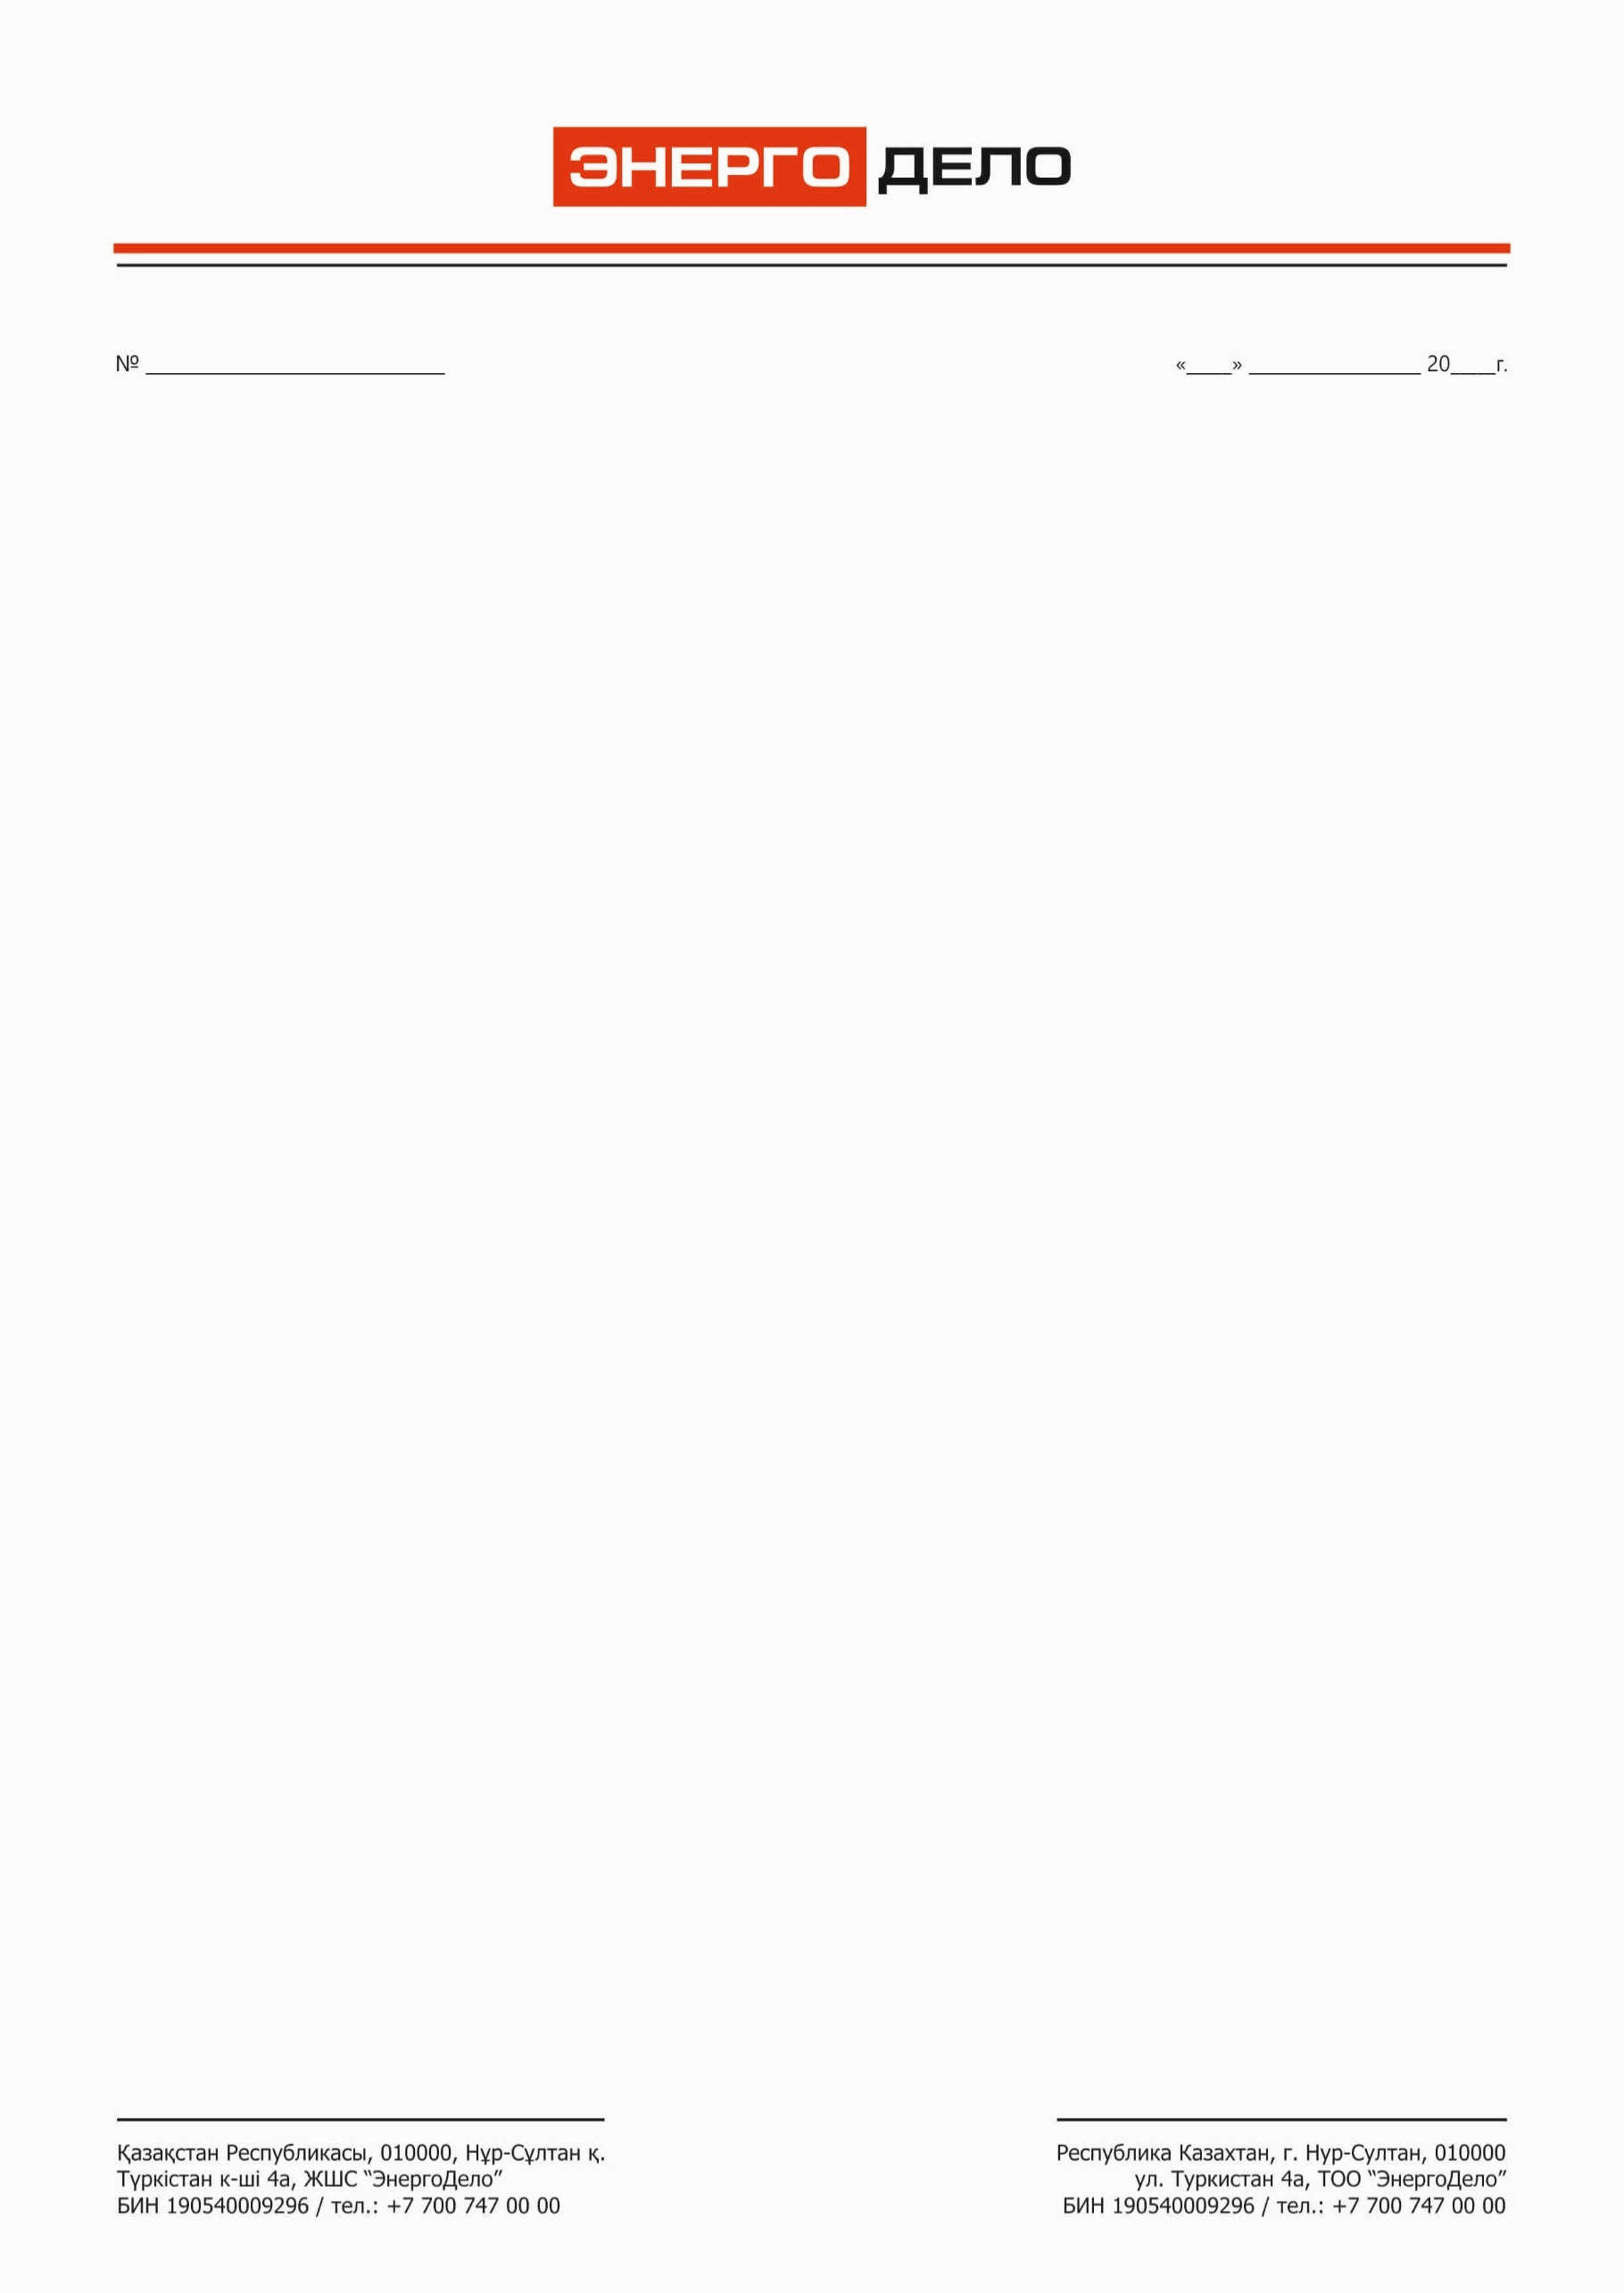 ЭНЕРГО ДЕЛО
№ ______________________ «____» _____________ 20____г.
Қазақстан Республикасы, 010000, Нұр-Сұлтан қ.
Түркістан к-ші 4а, ЖШС “ЭнергоДело”
БИН 190540009296 / тел.: +7 700 747 00 00
Республика Казахтан, г. Нур-Султан, 010000
ул. Туркистан 4а, ТОО “ЭнергоДело”
БИН 190540009296 / тел.: +7 700 747 00 00